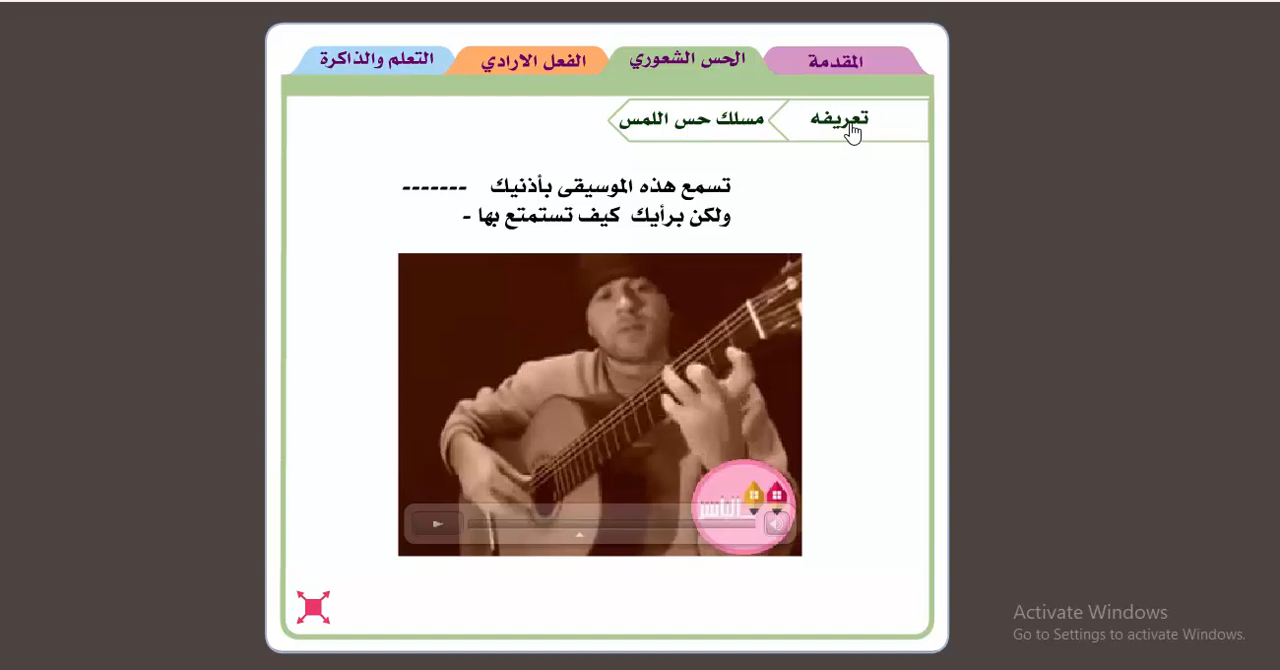 المقدمة
الحس الشعوري
الفعل الارادي
التعلم والذاكرة
تعريفه
مسلك حس اللمس
تسمع هذه الموسيقى بأذنيك -------
ولكن برأيك كيف تستمتع بها -
الناشر
Activate Windows
Go to Settings to activate Windows.